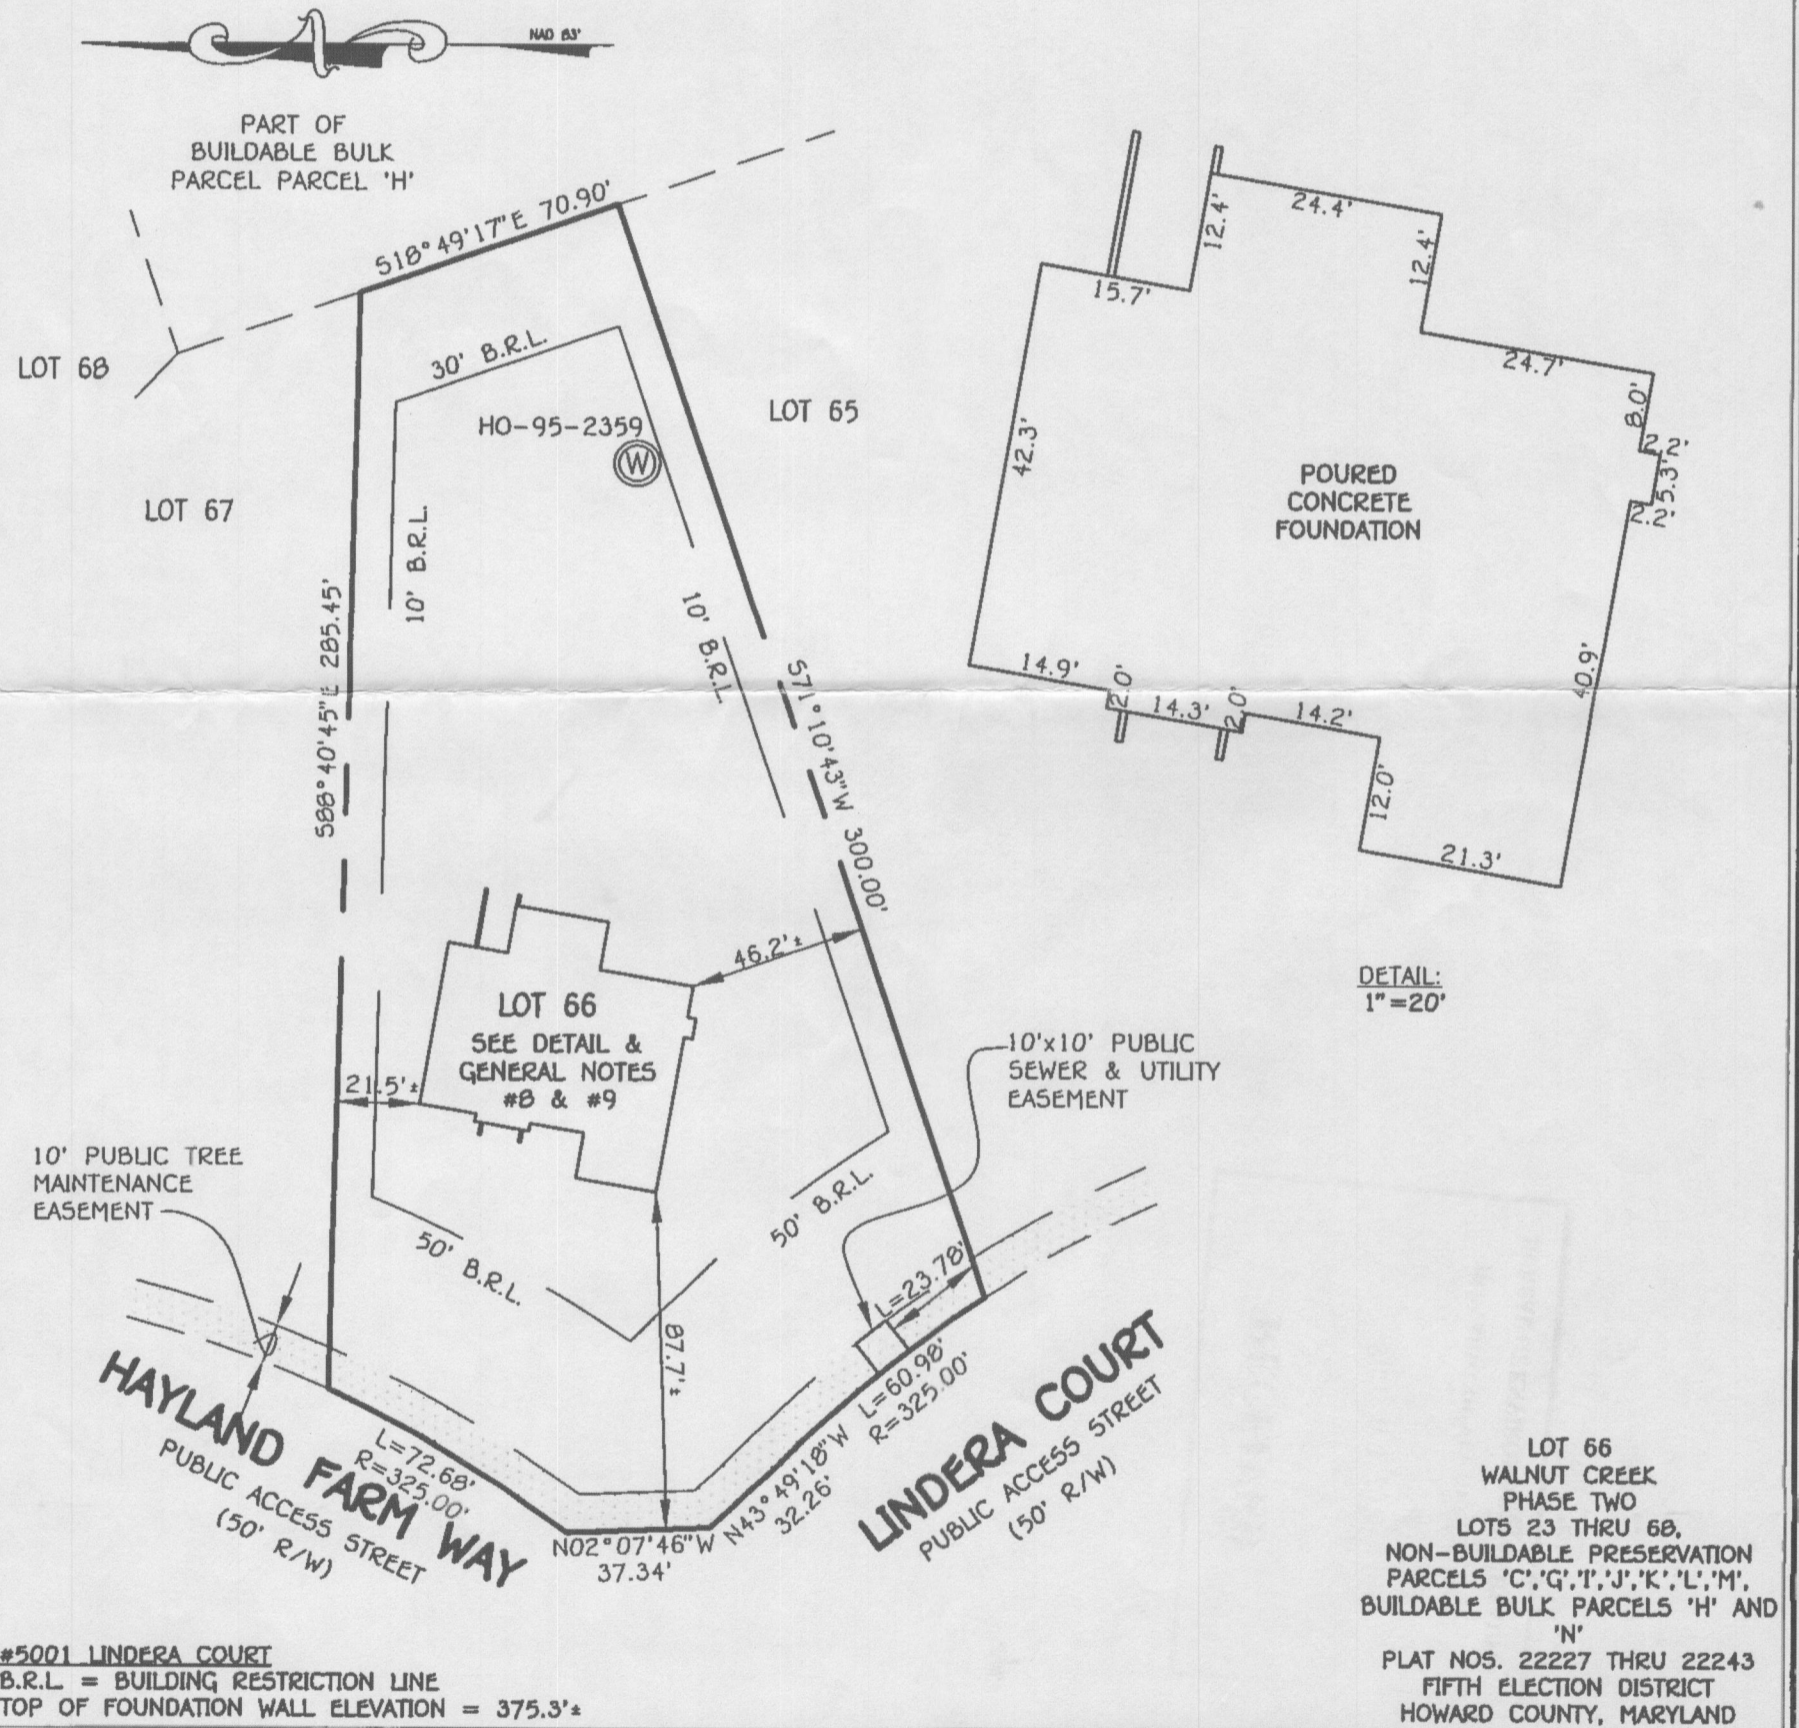 NAD 83'
PART OF
BUILDABLE BULK
PARCEL PARCEL 'H'
S18°49'17"E 70.90'
30' B.R.L.
HO-95-2359
W
LOT 68
LOT 67
LOT 65
10' B.R.L.
10' B.R.L.
S88°40'45"E 285.45'
S71°10'43"W 300.00'
46.2'±
LOT 66
SEE DETAIL &
GENERAL NOTES
#8 & #9
21.5'±
10' PUBLIC TREE
MAINTENANCE
EASEMENT
50' B.R.L.
50' B.R.L.
87.7'±
10'x10' PUBLIC
SEWER & UTILITY
EASEMENT
L=23.78'
L=60.98'
R=325.00'
N43°49'18"W
32.26'
N02°07'46"W
37.34'
L=72.68'
R=325.00'
HAYLAND FARM WAY
PUBLIC ACCESS STREET
(50' R/W)
LINDERA COURT
PUBLIC ACCESS STREET
(50' R/W)
12.4'
24.4'
12.4'
15.7'
24.7'
8.0'
2.2'
5.3'
2.2'
42.3'
POURED
CONCRETE
FOUNDATION
40.9'
14.9'
2.0'
14.3'
2.0'
14.2'
12.0'
21.3'
DETAIL:
1"=20'
#5001 LINDERA COURT
B.R.L. = BUILDING RESTRICTION LINE
TOP OF FOUNDATION WALL ELEVATION = 375.3'±
LOT 66
WALNUT CREEK
PHASE TWO
LOTS 23 THRU 68,
NON-BUILDABLE PRESERVATION
PARCELS 'C','G','I','J','K','L','M',
BUILDABLE BULK PARCELS 'H' AND
'N'
PLAT NOS. 22227 THRU 22243
FIFTH ELECTION DISTRICT
HOWARD COUNTY, MARYLAND